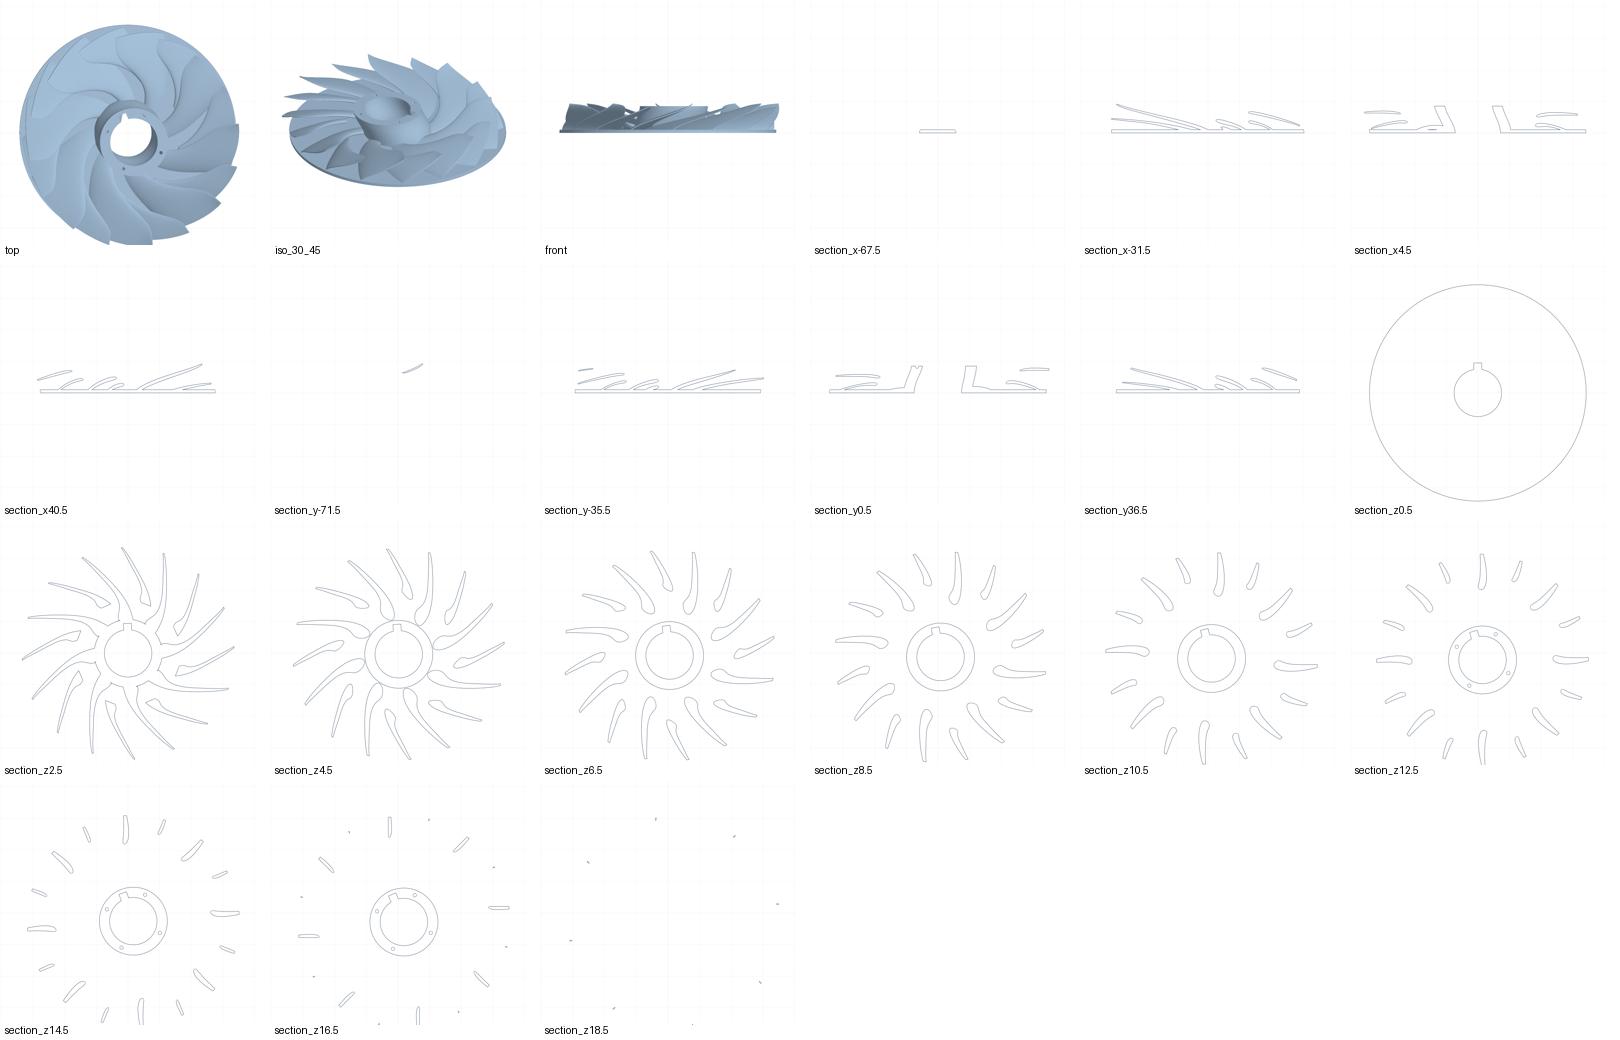 top
iso_30_45
front
section_x-67.5
section_x-31.5
section_x4.5
section_x40.5
section_y-71.5
section_y-35.5
section_y0.5
section_y36.5
section_z0.5
section_z2.5
section_z4.5
section_z6.5
section_z8.5
section_z10.5
section_z12.5
section_z14.5
section_z16.5
section_z18.5